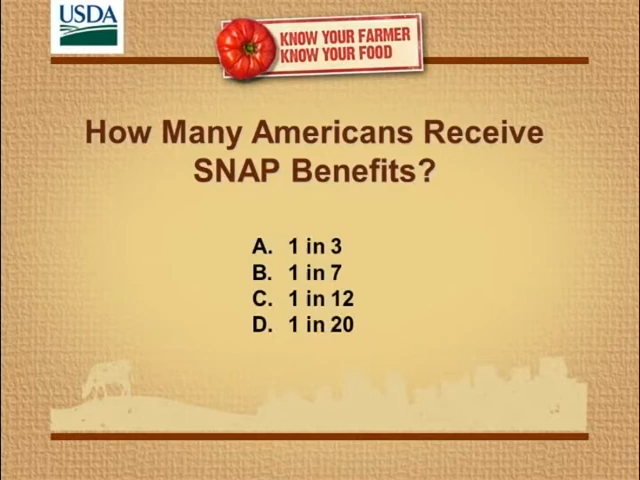 USDA
KNOW YOUR FARMER
KNOW YOUR FOOD
How Many Americans Receive
SNAP Benefits?
A. 1 in 3
B. 1 in 7
C. 1 in 12
D. 1 in 20